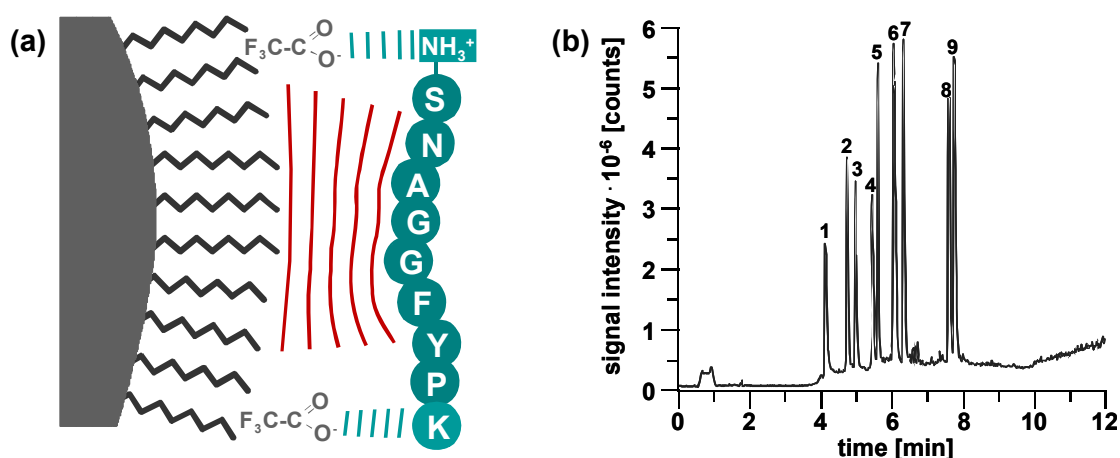 (a)
F₃C-C
O
O-
NH₃⁺
S
N
A
G
G
F
Y
P
K
F₃C-C
O
O-
(b)
signal intensity · 10⁻⁶ [counts]
6
5
4
3
2
1
0
1
2
3
4
5
6
7
8
9
0 2 4 6 8 10 12
time [min]